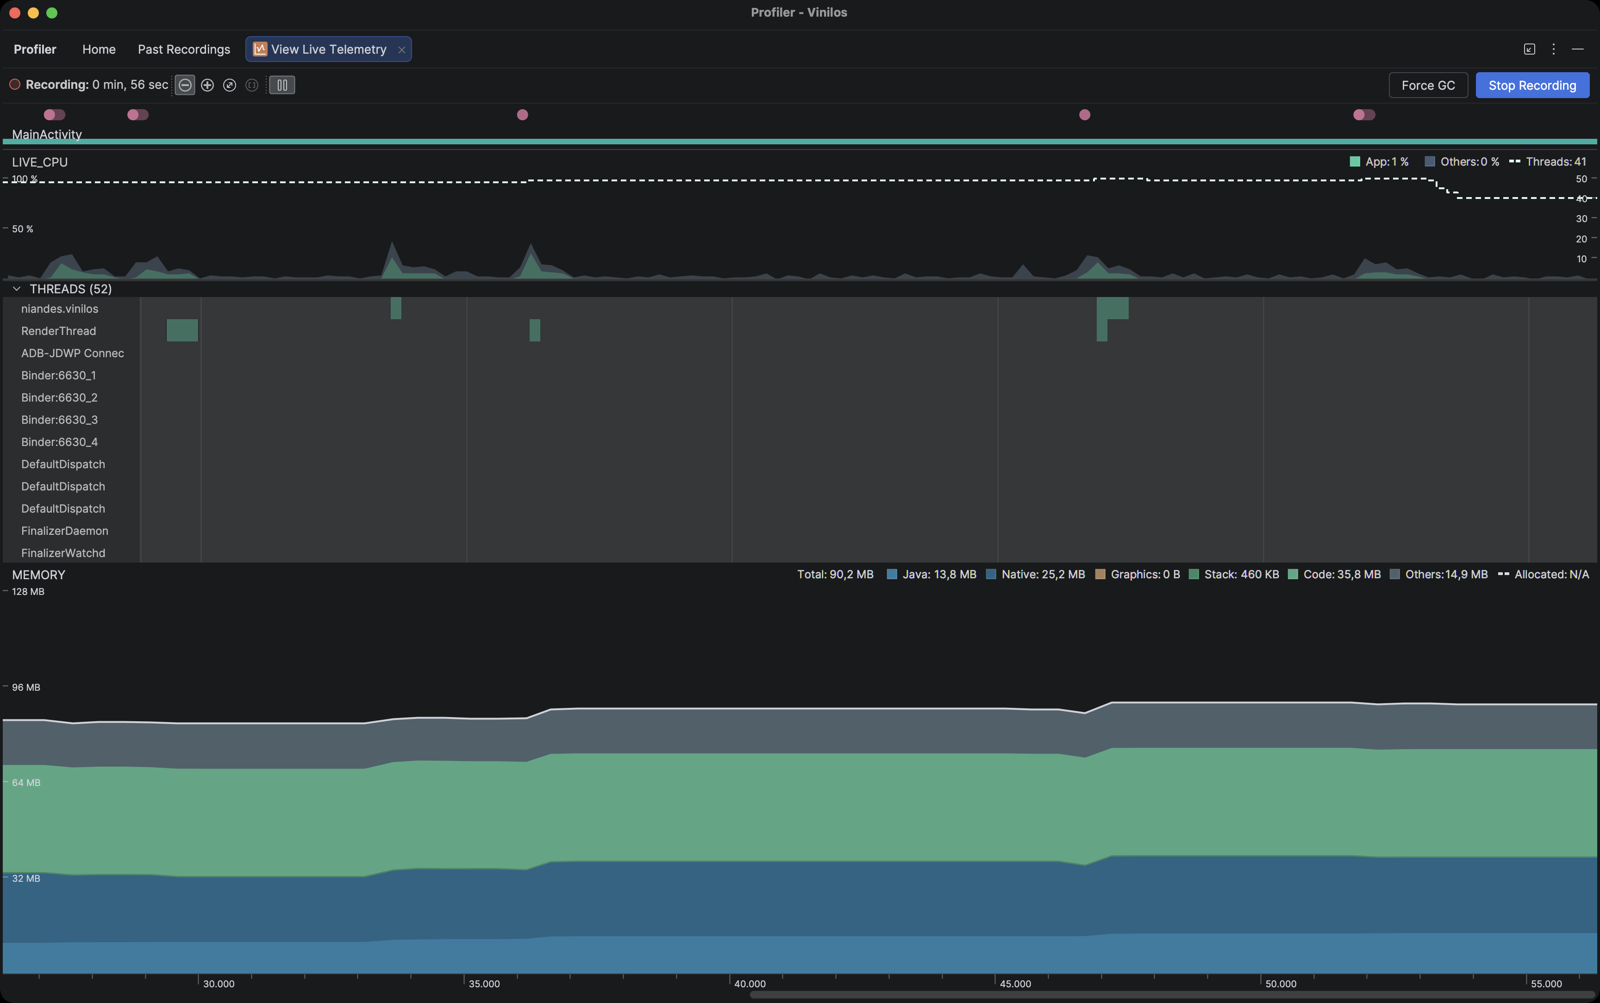 Profiler - Vinilos
Profiler Home Past Recordings View Live Telemetry
Recording: 0 min, 56 sec Force GC Stop Recording
MainActivity
LIVE_CPU App: 1 % Others: 0 % Threads: 41
100 % 50
40
30
50 % 20
10
THREADS (52)
niandes.vinilos
RenderThread
ADB-JDWP Connec
Binder:6630_1
Binder:6630_2
Binder:6630_3
Binder:6630_4
DefaultDispatch
DefaultDispatch
DefaultDispatch
FinalizerDaemon
FinalizerWatchd
MEMORY Total: 90,2 MB Java: 13,8 MB Native: 25,2 MB Graphics: 0 B Stack: 460 KB Code: 35,8 MB Others: 14,9 MB Allocated: N/A
128 MB
96 MB
64 MB
32 MB
30.000 35.000 40.000 45.000 50.000 55.000